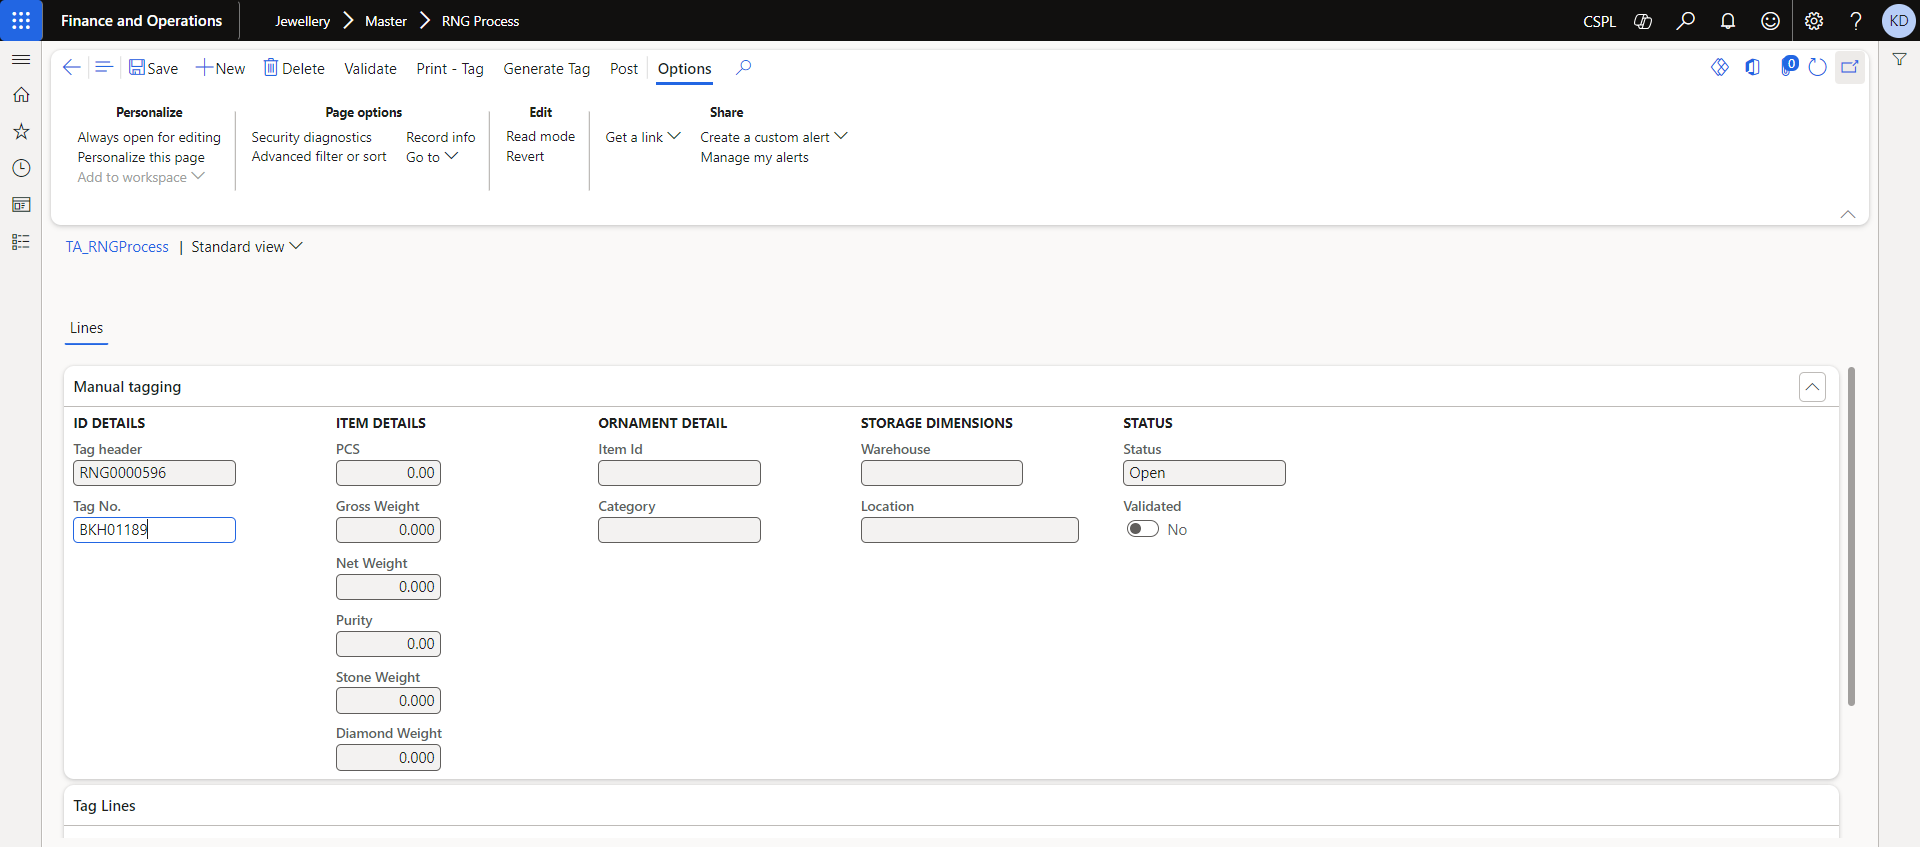 Finance and Operations
Jewellery Master RNG Process
CSPL
KD
Save New Delete Validate Print - Tag Generate Tag Post Options
0
Personalize Page options Edit Share
Always open for editing Security diagnostics Record info Read mode Get a link Create a custom alert
Personalize this page Advanced filter or sort Go to Revert Manage my alerts
Add to workspace
TA_RNGProcess | Standard view
Lines
Manual tagging
ID DETAILS
Tag header
RNG0000596
Tag No.
BKH01189
ITEM DETAILS
PCS
0.00
Gross Weight
0.000
Net Weight
0.000
Purity
0.00
Stone Weight
0.000
Diamond Weight
0.000
ORNAMENT DETAIL
Item Id
Category
STORAGE DIMENSIONS
Warehouse
Location
STATUS
Status
Open
Validated
No
Tag Lines